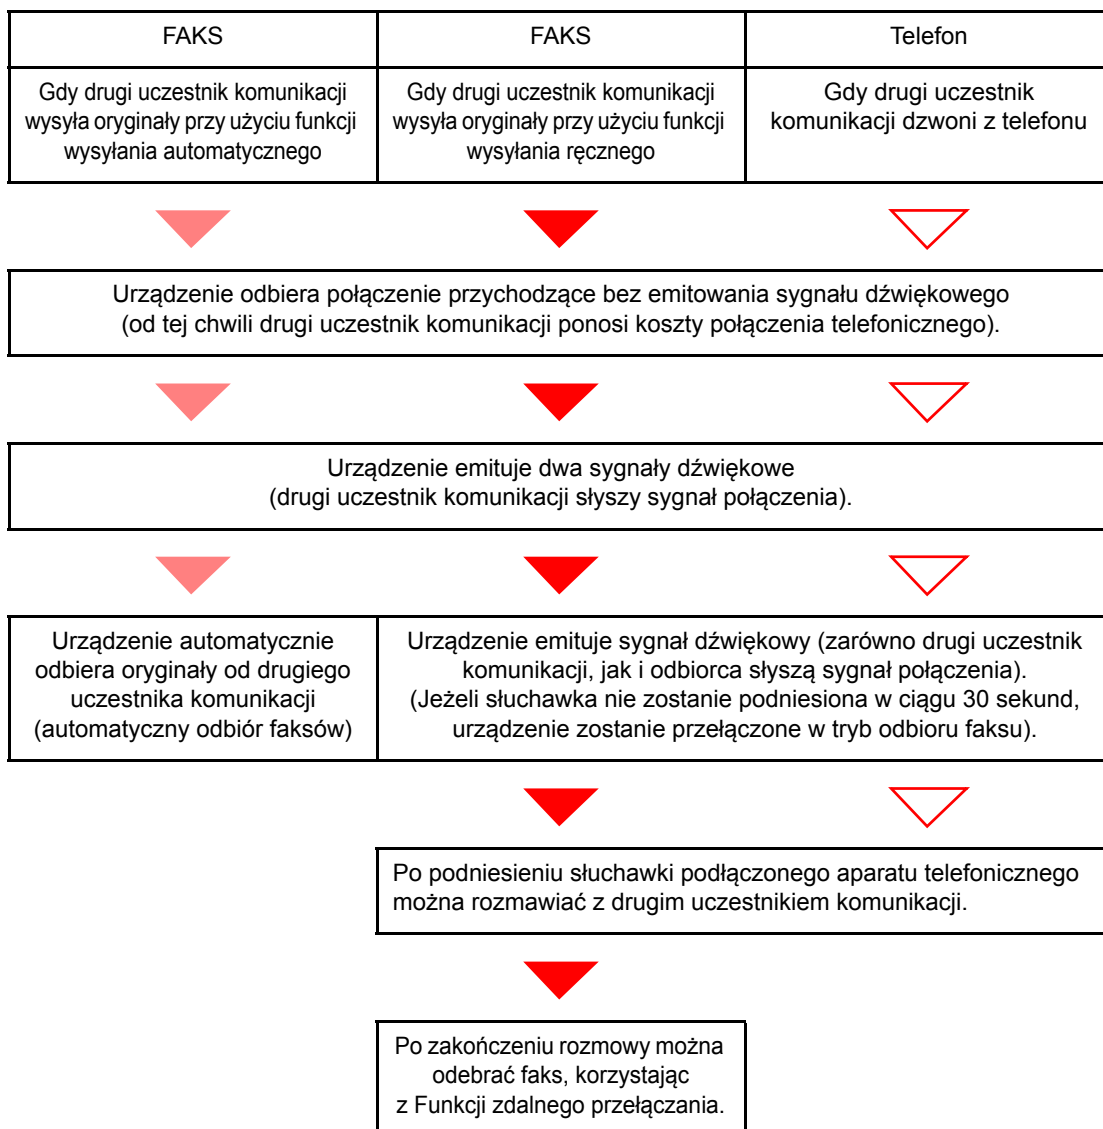 FAKS
FAKS
Telefon
Gdy drugi uczestnik komunikacji
wysyła oryginały przy użyciu funkcji
wysyłania automatycznego
Gdy drugi uczestnik komunikacji
wysyła oryginały przy użyciu funkcji
wysyłania ręcznego
Gdy drugi uczestnik
komunikacji dzwoni z telefonu
Urządzenie odbiera połączenie przychodzące bez emitowania sygnału dźwiękowego
(od tej chwili drugi uczestnik komunikacji ponosi koszty połączenia telefonicznego).
Urządzenie emituje dwa sygnały dźwiękowe
(drugi uczestnik komunikacji słyszy sygnał połączenia).
Urządzenie automatycznie
odbiera oryginały od drugiego
uczestnika komunikacji
(automatyczny odbiór faksów)
Urządzenie emituje sygnał dźwiękowy (zarówno drugi uczestnik
komunikacji, jak i odbiorca słyszą sygnał połączenia).
(Jeżeli słuchawka nie zostanie podniesiona w ciągu 30 sekund,
urządzenie zostanie przełączone w tryb odbioru faksu).
Po podniesieniu słuchawki podłączonego aparatu telefonicznego
można rozmawiać z drugim uczestnikiem komunikacji.
Po zakończeniu rozmowy można
odebrać faks, korzystając
z Funkcji zdalnego przełączania.